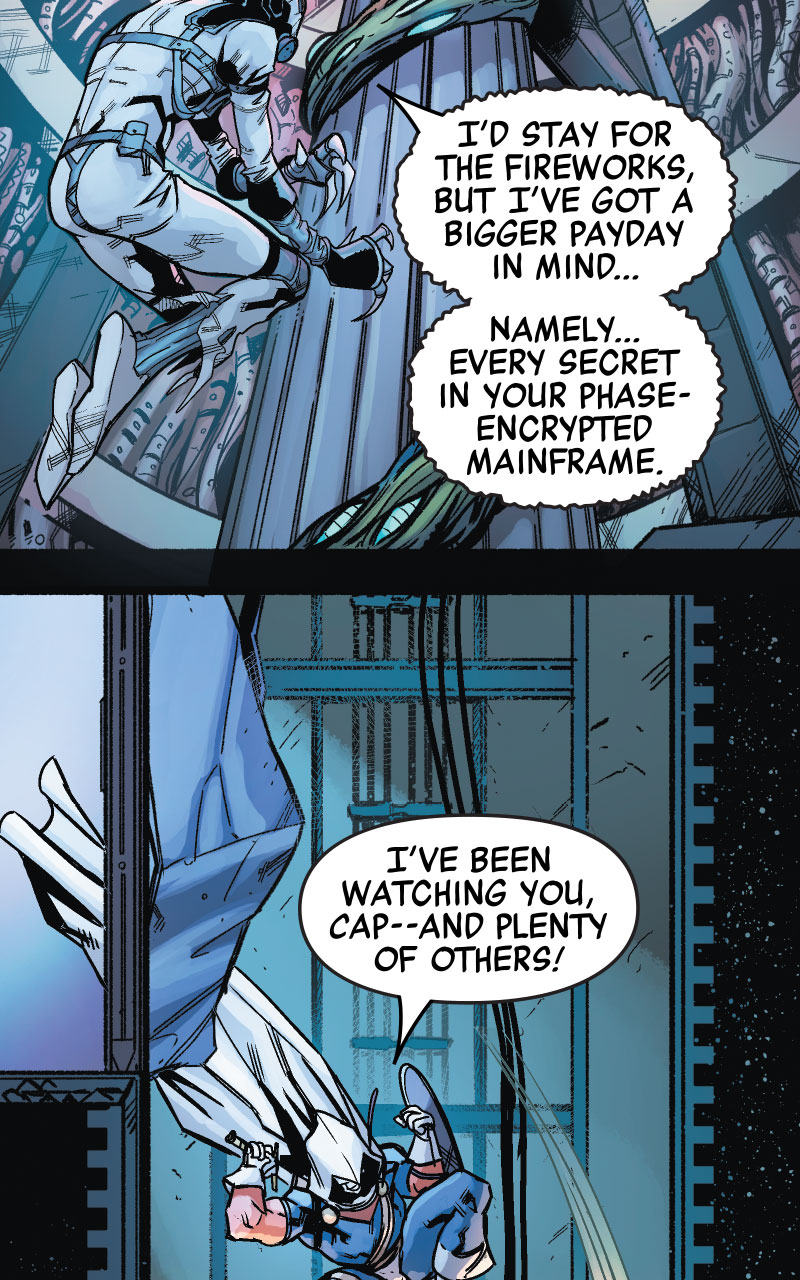 I'D STAY FOR
THE FIREWORKS,
BUT I'VE GOT A
BIGGER PAYDAY
IN MIND...
NAMELY...
EVERY SECRET
IN YOUR PHASE-
ENCRYPTED
MAINFRAME.
I'VE BEEN
WATCHING YOU,
CAP--AND PLENTY
OF OTHERS!